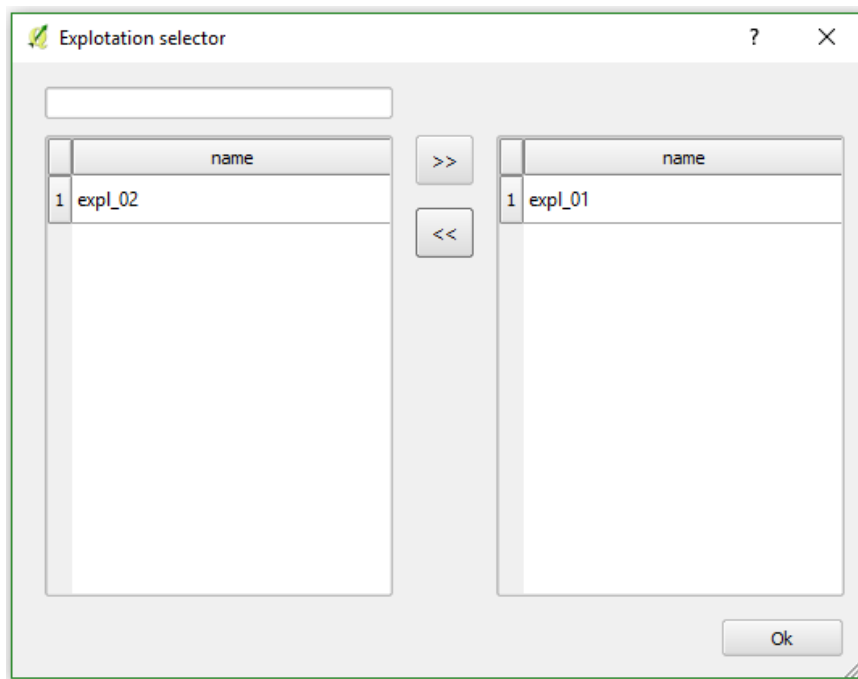 Explotation selector ?
name >> name
1 expl_02 1 expl_01
<<
Ok